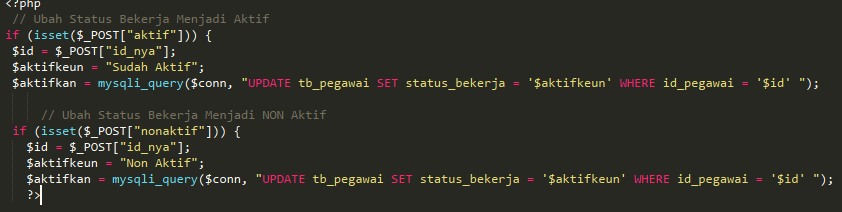 <?php
// Ubah Status Bekerja Menjadi Aktif
if (isset($_POST["aktif"])) {
$id = $_POST["id_nya"];
$aktifkeun = "Sudah Aktif";
$aktifkan = mysqli_query($conn, "UPDATE tb_pegawai SET status_bekerja = '$aktifkeun' WHERE id_pegawai = '$id' ");
// Ubah Status Bekerja Menjadi NON Aktif
if (isset($_POST["nonaktif"])) {
$id = $_POST["id_nya"];
$aktifkeun = "Non Aktif";
$aktifkan = mysqli_query($conn, "UPDATE tb_pegawai SET status_bekerja = '$aktifkeun' WHERE id_pegawai = '$id' ");
?>